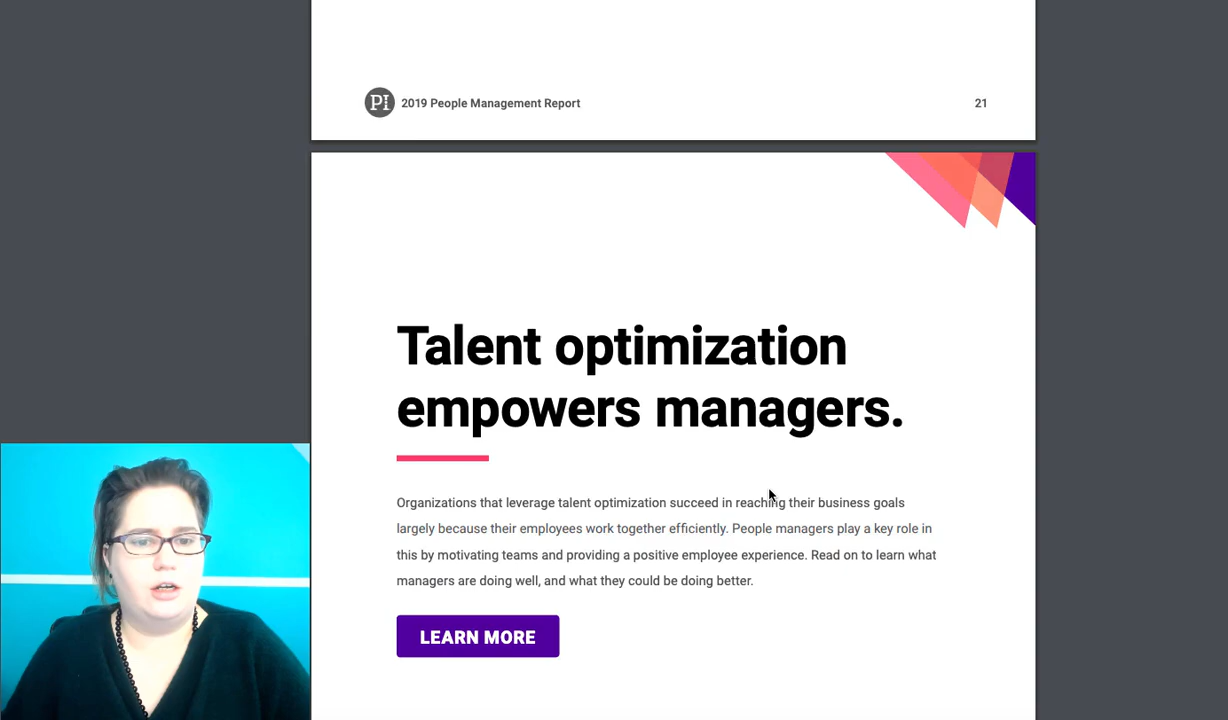 PI 2019 People Management Report 21
Talent optimization
empowers managers.
Organizations that leverage talent optimization succeed in reaching their business goals
largely because their employees work together efficiently. People managers play a key role in
this by motivating teams and providing a positive employee experience. Read on to learn what
managers are doing well, and what they could be doing better.
LEARN MORE